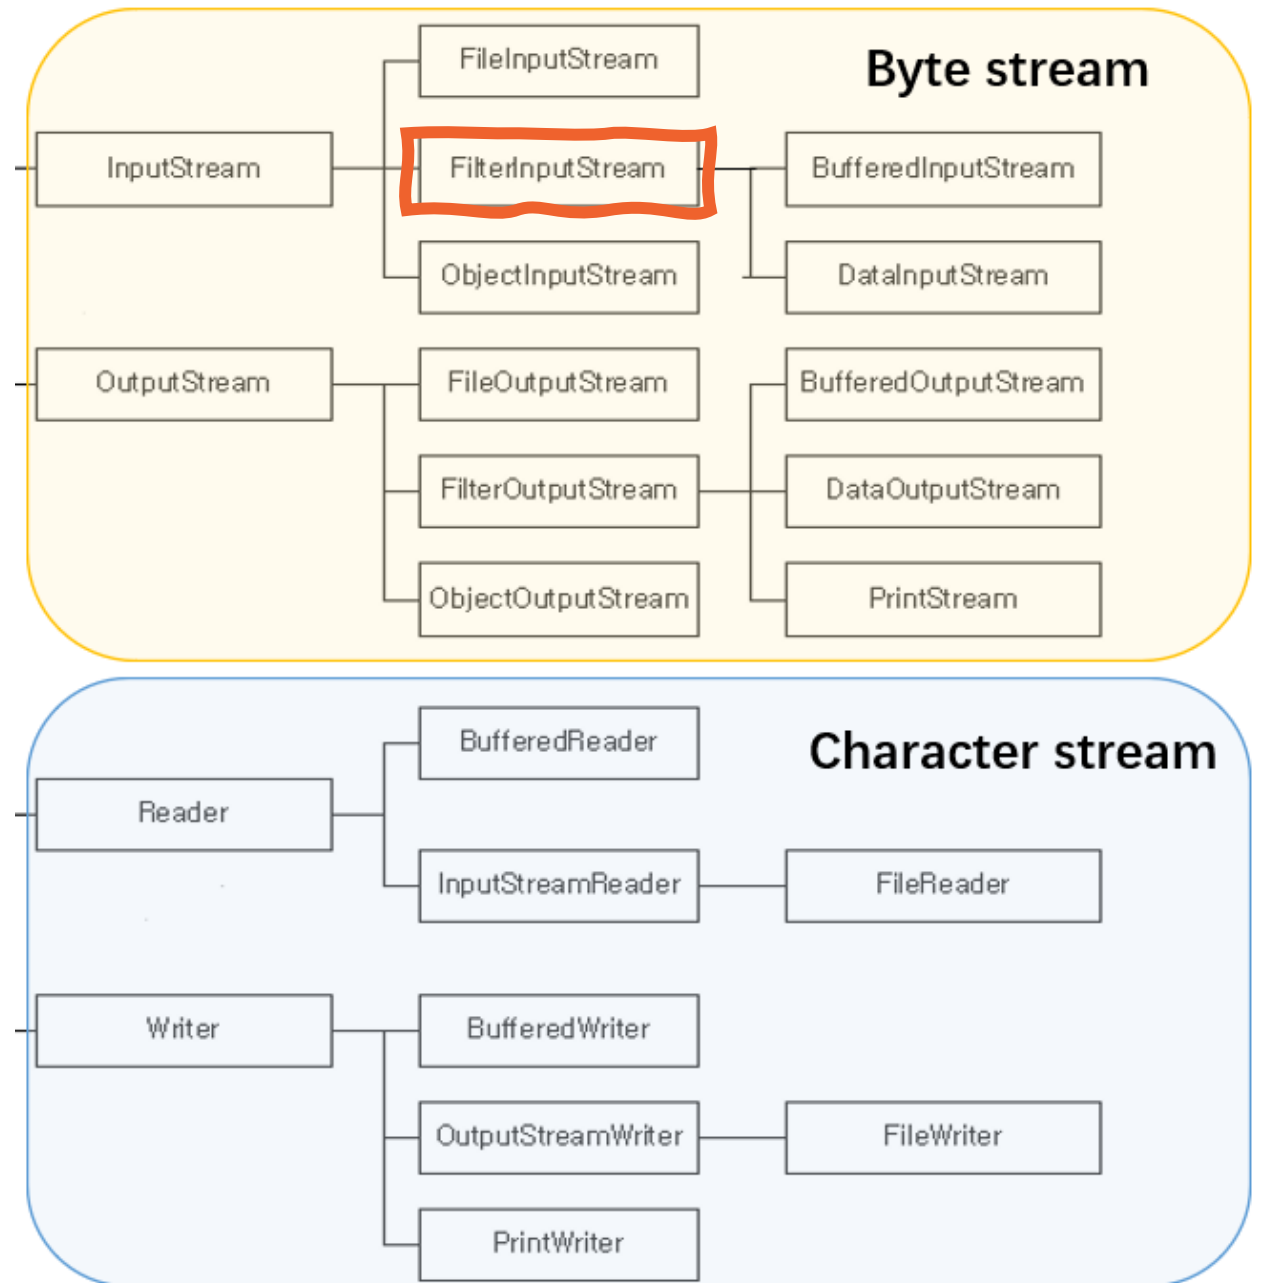 FileInputStream
Byte stream
InputStream
FilterInputStream
BufferedInputStream
ObjectInputStream
DataInputStream
OutputStream
FileOutputStream
BufferedOutputStream
FilterOutputStream
DataOutputStream
ObjectOutputStream
PrintStream
BufferedReader
Character stream
Reader
InputStreamReader
FileReader
Writer
BufferedWriter
OutputStreamWriter
FileWriter
PrintWriter